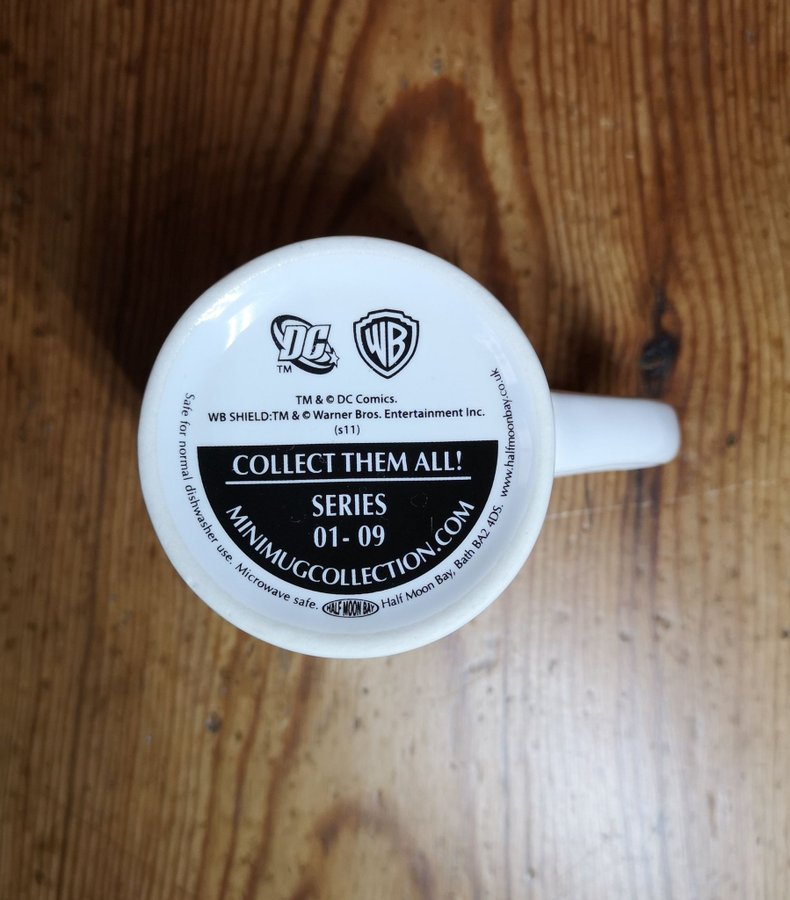 DC
TM
WB
TM & © DC Comics.
WB SHIELD:TM & © Warner Bros. Entertainment Inc.
(s11)
COLLECT THEM ALL!
SERIES
01- 09
MINIMUGCOLLECTION.COM
Safe for normal dishwasher use. Microwave safe.
HALF MOON BAY
Half Moon Bay, Bath BA2 4DS. www.halfmoonbay.co.uk